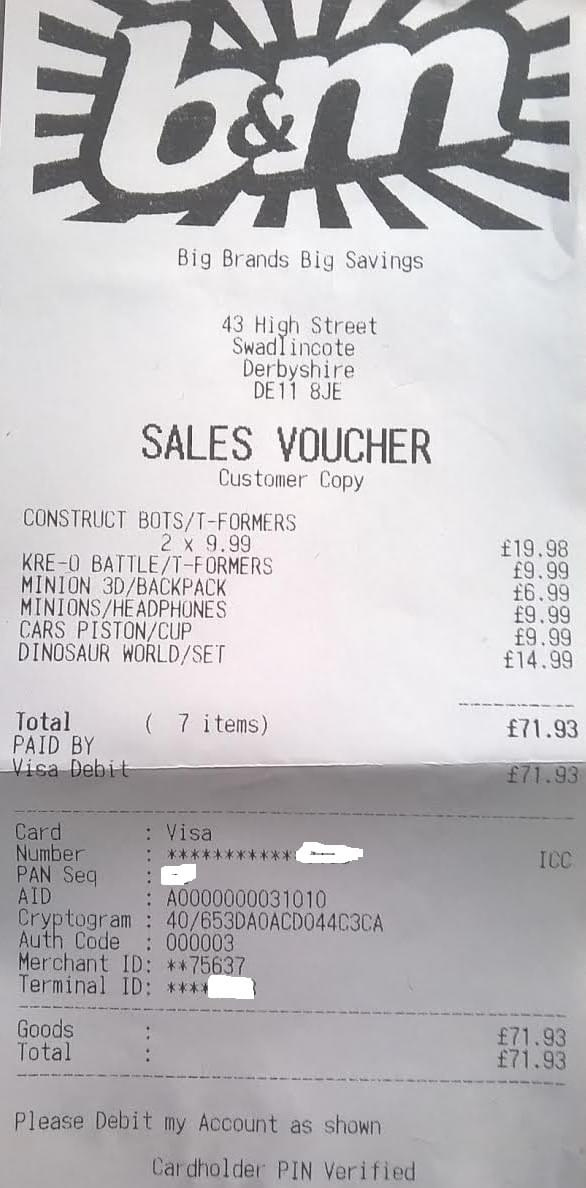 b&m
Big Brands Big Savings
43 High Street
Swadlincote
Derbyshire
DE11 8JE
SALES VOUCHER
Customer Copy
CONSTRUCT BOTS/T-FORMERS
2 x 9.99 £19.98
KRE-O BATTLE/T-FORMERS £9.99
MINION 3D/BACKPACK £6.99
MINIONS/HEADPHONES £9.99
CARS PISTON/CUP £9.99
DINOSAUR WORLD/SET £14.99
Total ( 7 items) £71.93
PAID BY
Visa Debit £71.93
Card : Visa
Number : *********** ICC
PAN Seq :
AID : A0000000031010
Cryptogram : 40/653DA0ACD044C3CA
Auth Code : 000003
Merchant ID: **75637
Terminal ID: ****
Goods : £71.93
Total : £71.93
Please Debit my Account as shown
Cardholder PIN Verified